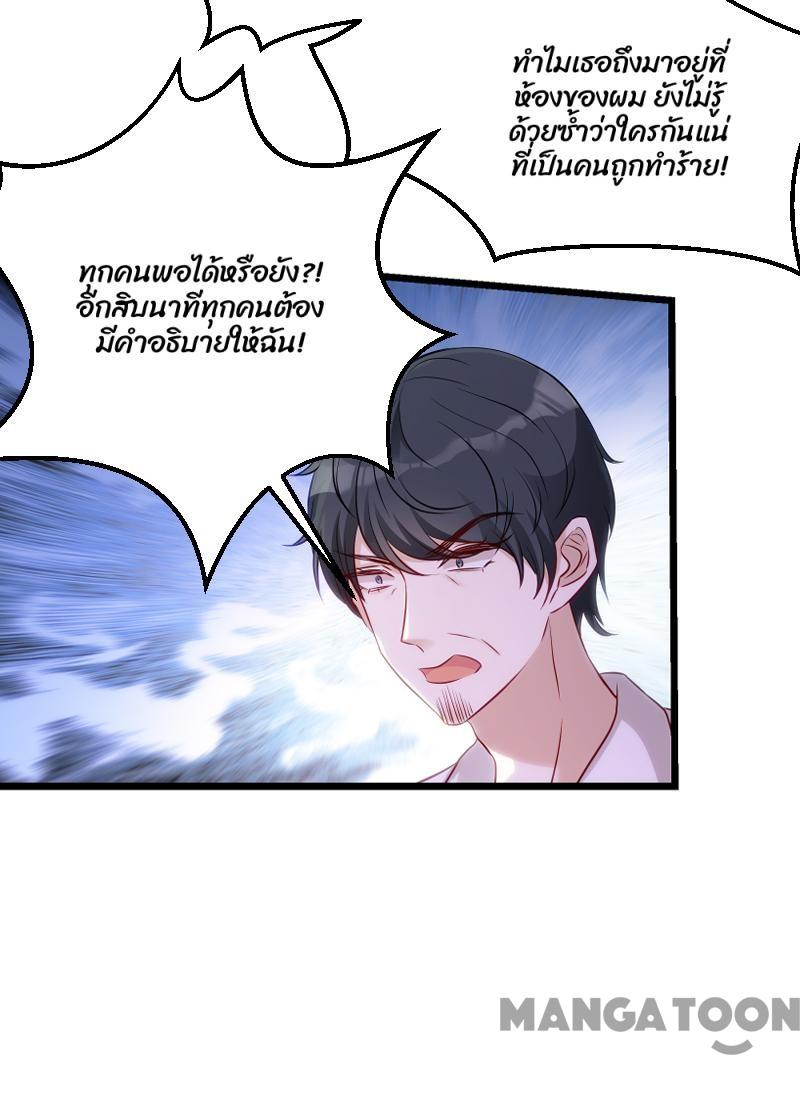 ทำไมเธอถึงมาอยู่ที่
ห้องของผม ยังไม่รู้
ด้วยซ้ำว่าใครกันแน่
ที่เป็นคนถูกทำร้าย!
ทุกคนพอได้หรือยัง?!
อีกสิบนาทีทุกคนต้อง
มีคำอธิบายให้ฉัน!
MANGATOON